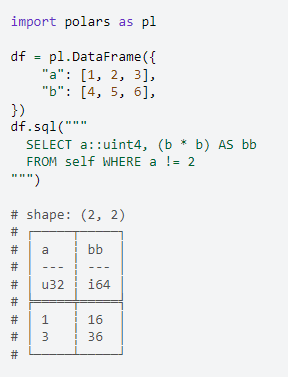 import polars as pl
df = pl.DataFrame({
    "a": [1, 2, 3],
    "b": [4, 5, 6],
})
df.sql("""
  SELECT a::uint4, (b * b) AS bb
  FROM self WHERE a != 2
""")
# shape: (2, 2)
# ┌─────┬─────┐
# │ a   ┆ bb  │
# │ --- ┆ --- │
# │ u32 ┆ i64 │
# ╞═════╪═════╡
# │ 1   ┆ 16  │
# │ 3   ┆ 36  │
# └─────┴─────┘